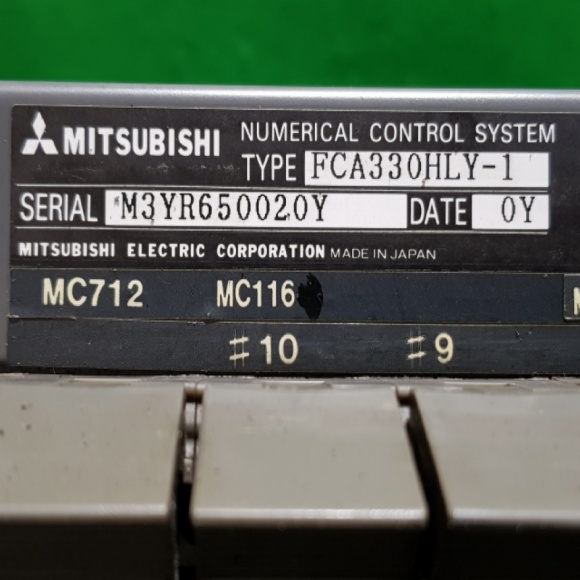 MITSUBISHI NUMERICAL CONTROL SYSTEM
TYPE FCA330HLY-1
SERIAL M3YR650020Y DATE 0Y
MITSUBISHI ELECTRIC CORPORATION MADE IN JAPAN
MC712 MC116
#10 #9